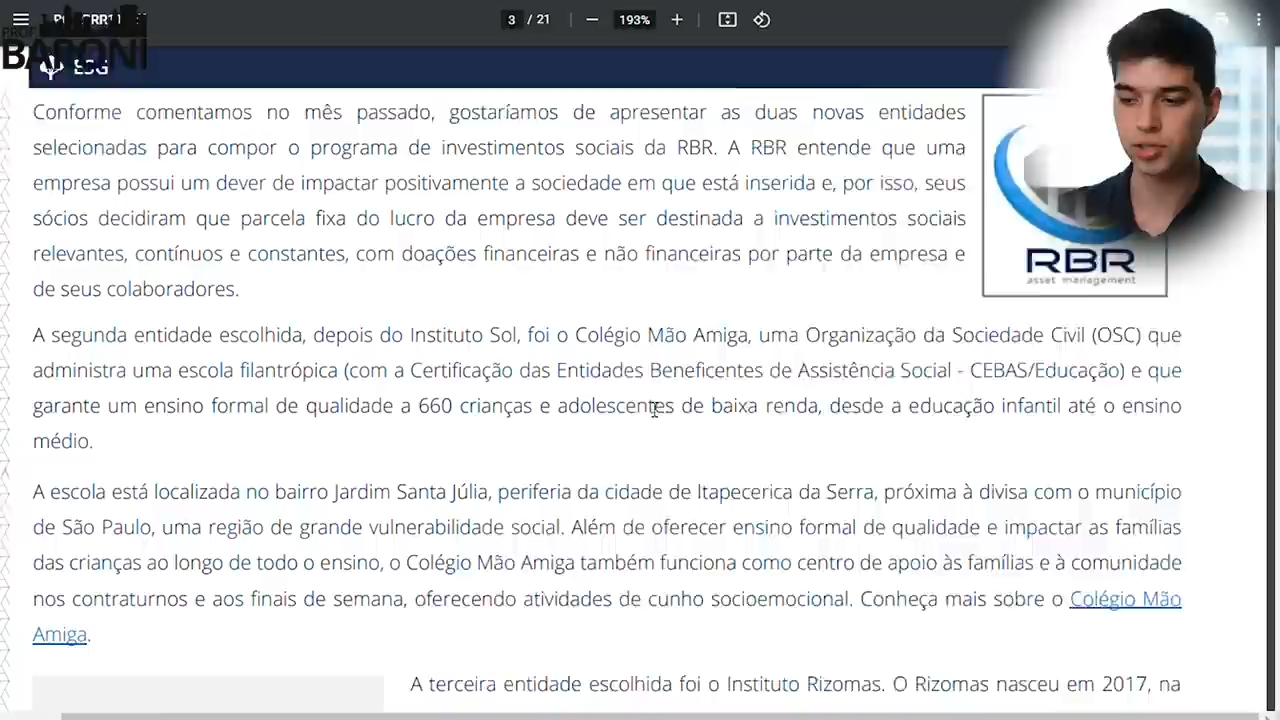 3 / 21
193%
BARONI
ESG
Conforme comentamos no mês passado, gostaríamos de apresentar as duas novas entidades
selecionadas para compor o programa de investimentos sociais da RBR. A RBR entende que uma
empresa possui um dever de impactar positivamente a sociedade em que está inserida e, por isso, seus
sócios decidiram que parcela fixa do lucro da empresa deve ser destinada a investimentos sociais
relevantes, contínuos e constantes, com doações financeiras e não financeiras por parte da empresa e
de seus colaboradores.
RBR
asset management
A segunda entidade escolhida, depois do Instituto Sol, foi o Colégio Mão Amiga, uma Organização da Sociedade Civil (OSC) que
administra uma escola filantrópica (com a Certificação das Entidades Beneficentes de Assistência Social - CEBAS/Educação) e que
garante um ensino formal de qualidade a 660 crianças e adolescentes de baixa renda, desde a educação infantil até o ensino
médio.
A escola está localizada no bairro Jardim Santa Júlia, periferia da cidade de Itapecerica da Serra, próxima à divisa com o município
de São Paulo, uma região de grande vulnerabilidade social. Além de oferecer ensino formal de qualidade e impactar as famílias
das crianças ao longo de todo o ensino, o Colégio Mão Amiga também funciona como centro de apoio às famílias e à comunidade
nos contraturnos e aos finais de semana, oferecendo atividades de cunho socioemocional. Conheça mais sobre o Colégio Mão
Amiga.
A terceira entidade escolhida foi o Instituto Rizomas. O Rizomas nasceu em 2017, na